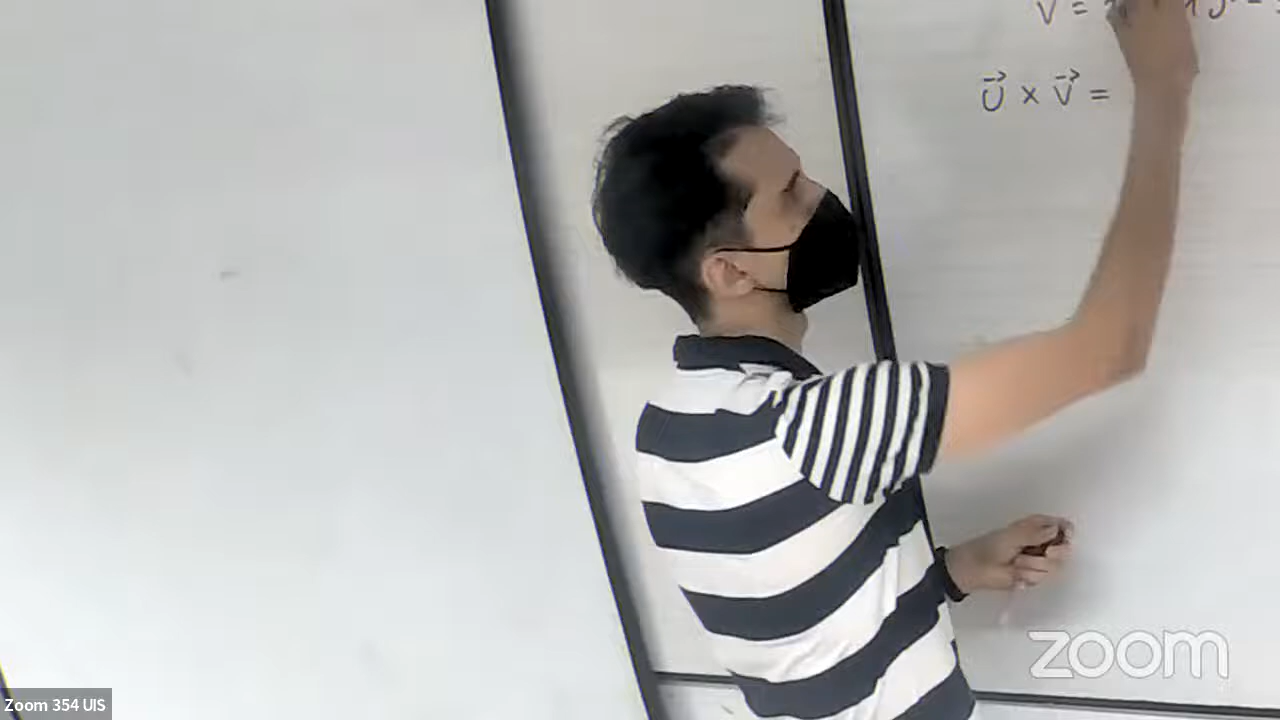 V =
U⃗ × V⃗ =
zoom
Zoom 354 UIS